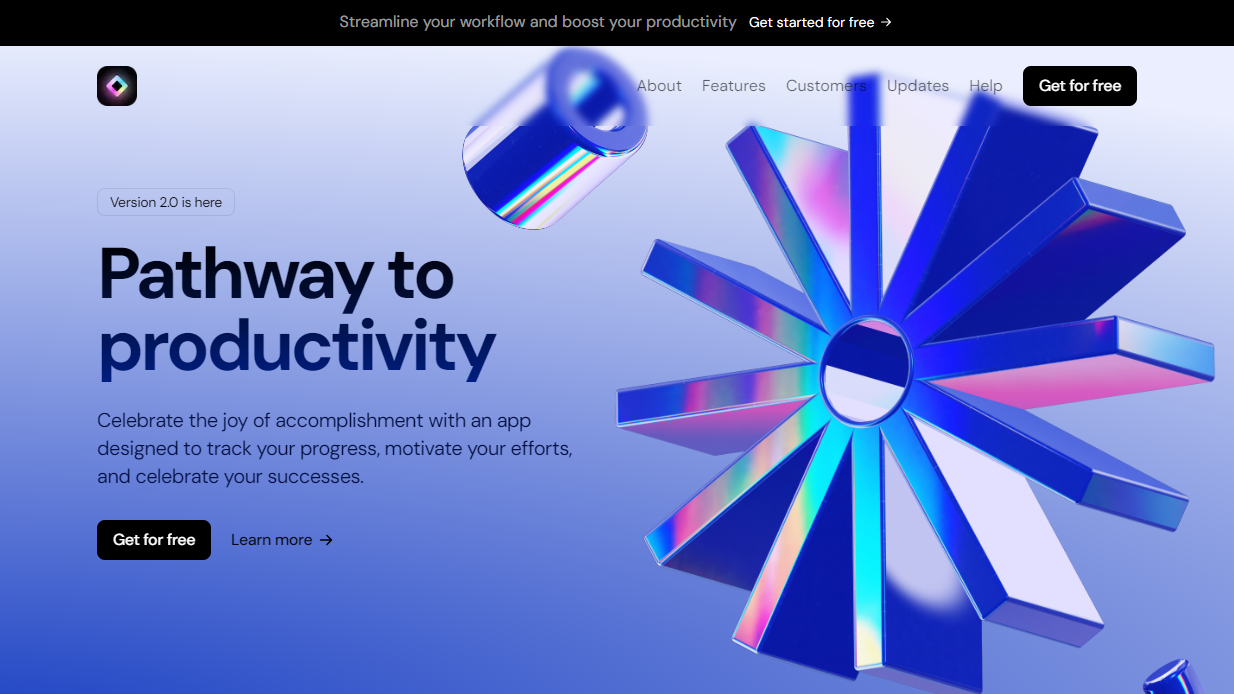 Streamline your workflow and boost your productivity Get started for free →
About Features Customers Updates Help Get for free
Version 2.0 is here
Pathway to
productivity
Celebrate the joy of accomplishment with an app
designed to track your progress, motivate your efforts,
and celebrate your successes.
Get for free Learn more →